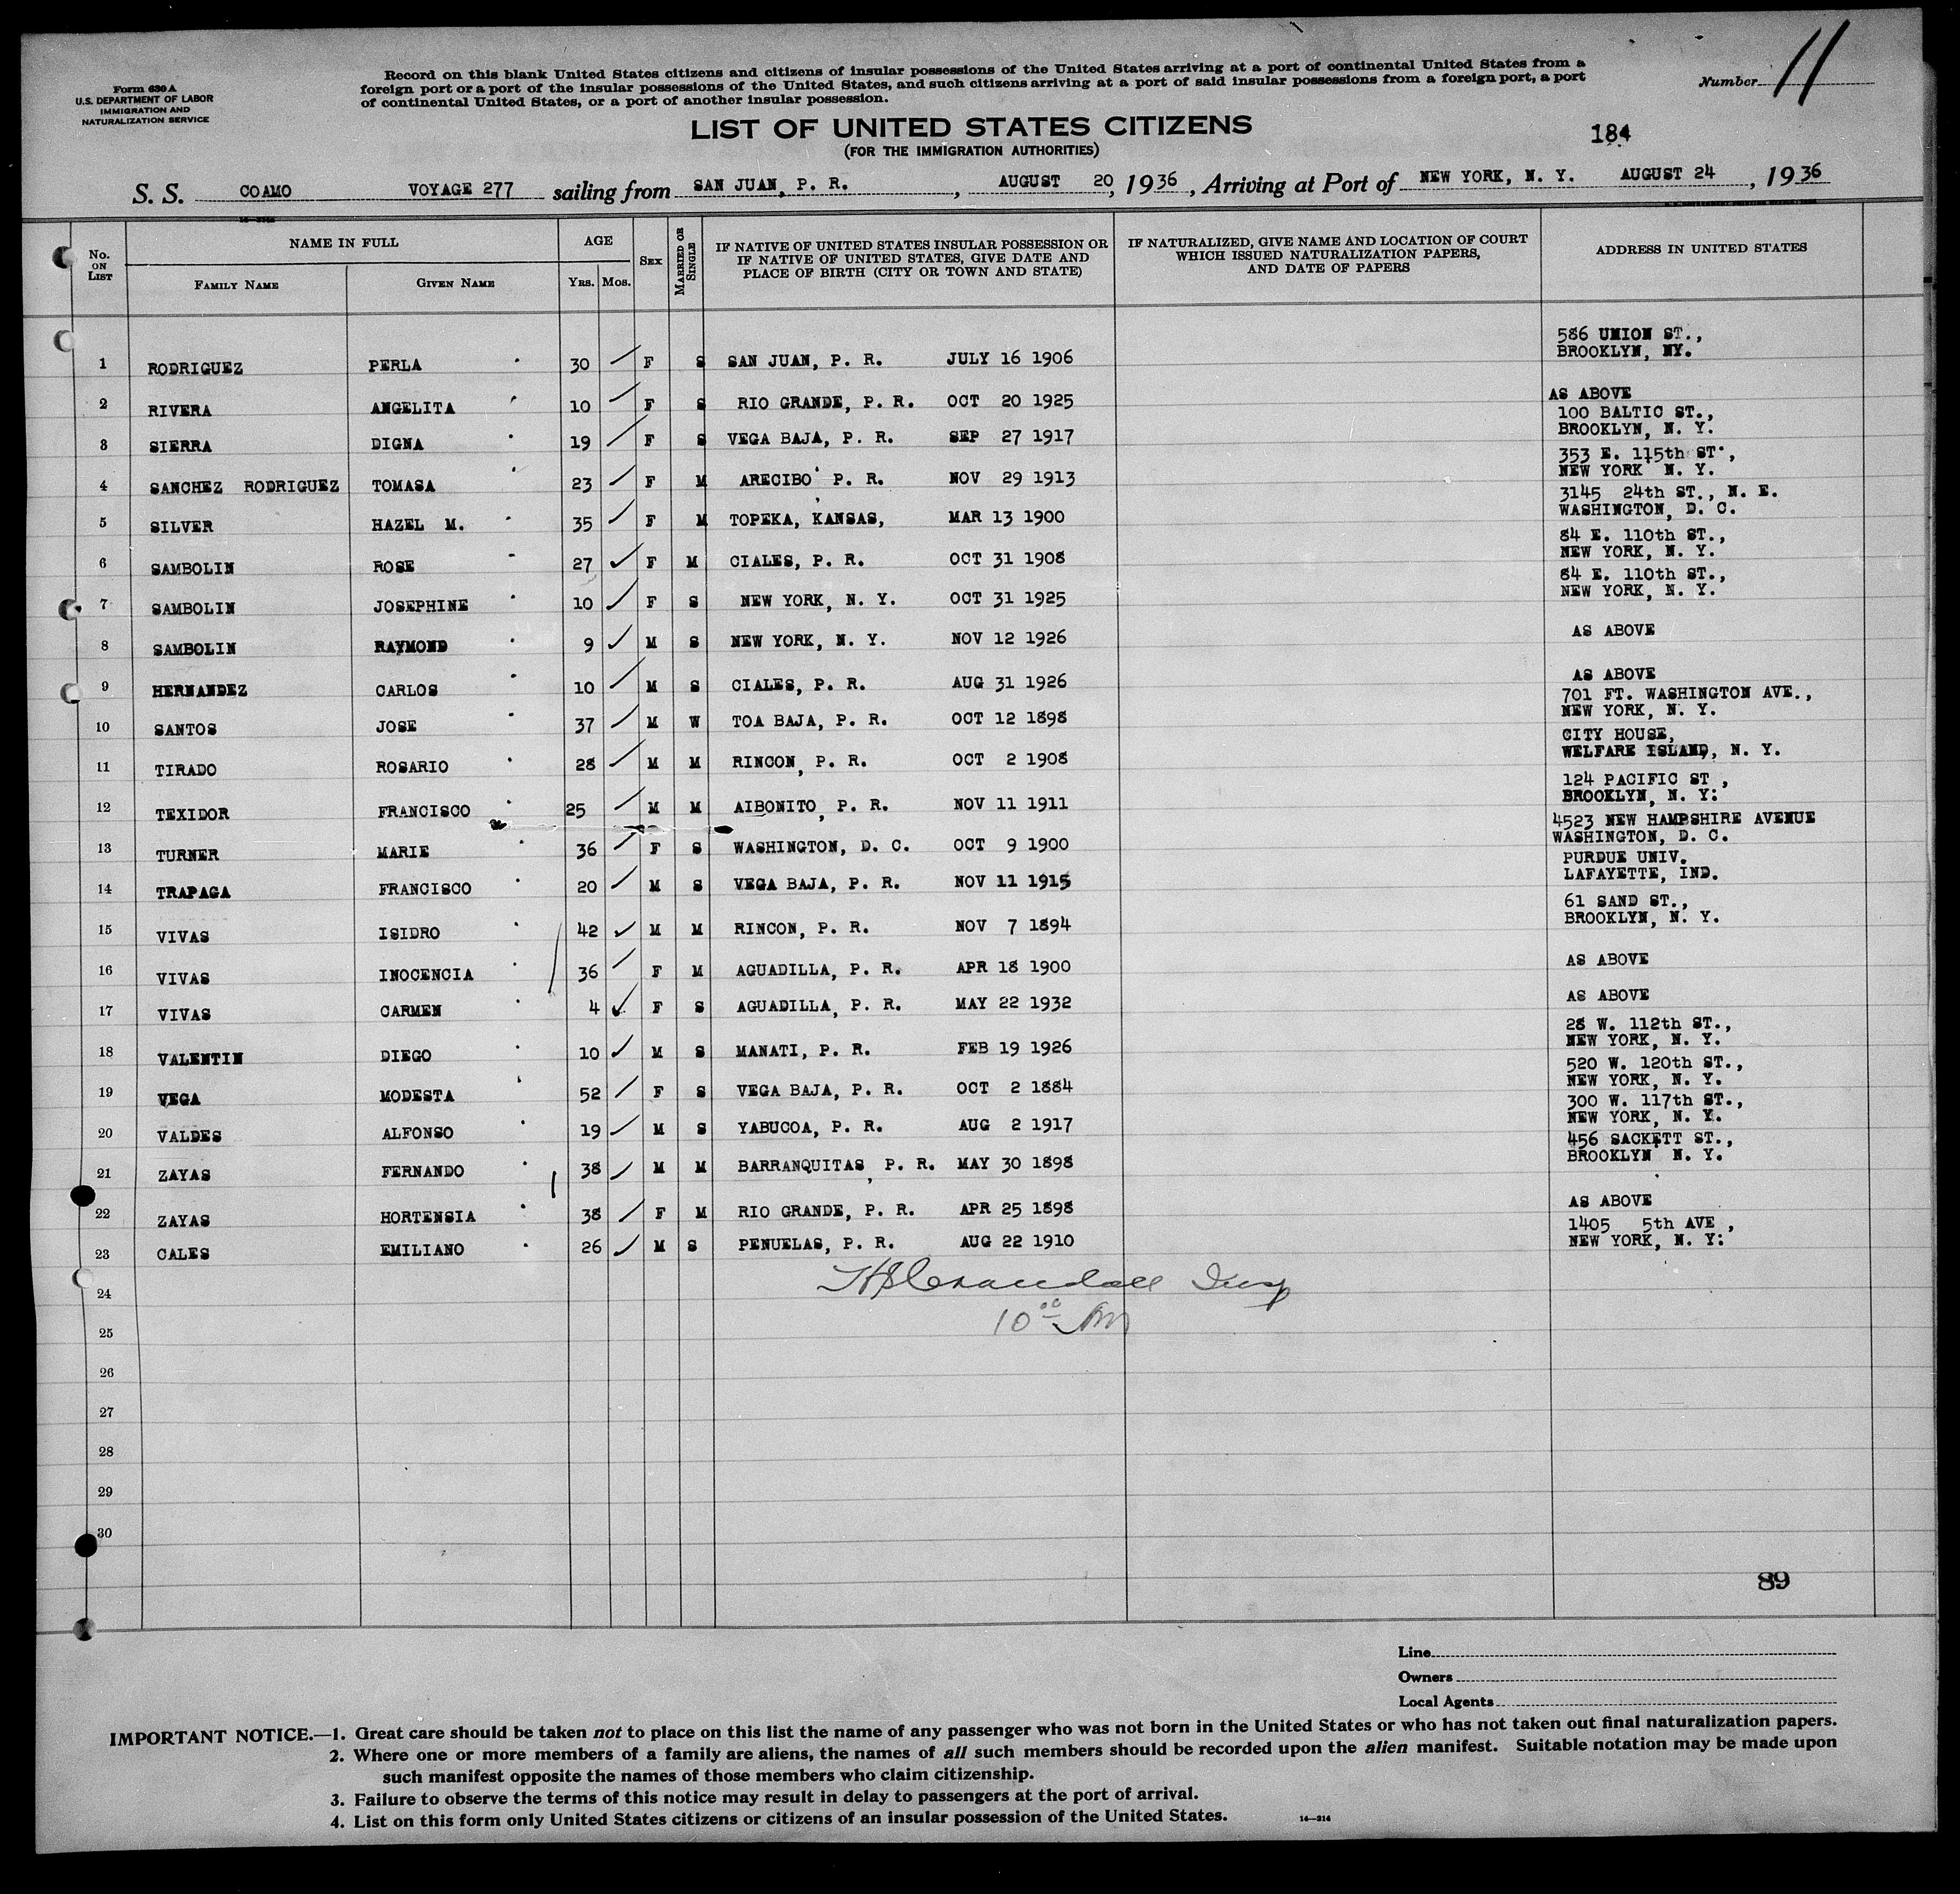 Form 630 A
U.S. DEPARTMENT OF LABOR
IMMIGRATION AND
NATURALIZATION SERVICE
Record on this blank United States citizens and citizens of insular possessions of the United States arriving at a port of continental United States from a
foreign port or a port of the insular possessions of the United States, and such citizens arriving at a port of said insular possessions from a foreign port, a port
of continental United States, or a port of another insular possession.
Number 11
LIST OF UNITED STATES CITIZENS
(FOR THE IMMIGRATION AUTHORITIES)
184
S. S. COAMO VOYAGE 277 sailing from SAN JUAN, P. R. , AUGUST 20, 1936, Arriving at Port of NEW YORK, N. Y. AUGUST 24 , 1936
No. ON LIST NAME IN FULL AGE SEX MARRIED OR SINGLE IF NATIVE OF UNITED STATES INSULAR POSSESSION OR IF NATIVE OF UNITED STATES, GIVE DATE AND PLACE OF BIRTH (CITY OR TOWN AND STATE) IF NATURALIZED, GIVE NAME AND LOCATION OF COURT WHICH ISSUED NATURALIZATION PAPERS, AND DATE OF PAPERS ADDRESS IN UNITED STATES
FAMILY NAME GIVEN NAME YRS. MOS.
1 RODRIGUEZ PERLA 30 F S SAN JUAN, P. R. JULY 16 1906 586 UNION ST., BROOKLYN, NY.
2 RIVERA ANGELITA 10 F S RIO GRANDE, P. R. OCT 20 1925 AS ABOVE
3 SIERRA DIGNA 19 F S VEGA BAJA, P. R. SEP 27 1917 100 BALTIC ST., BROOKLYN, N. Y.
4 SANCHEZ RODRIGUEZ TOMASA 23 F M ARECIBO, P. R. NOV 29 1913 353 E. 115th ST., NEW YORK N. Y.
5 SILVER HAZEL M. 35 F M TOPEKA, KANSAS, MAR 13 1900 3145 24th ST., N. E. WASHINGTON, D. C.
6 SAMBOLIN ROSE 27 F M CIALES, P. R. OCT 31 1908 84 E. 110th ST., NEW YORK, N. Y.
7 SAMBOLIN JOSEPHINE 10 F S NEW YORK, N. Y. OCT 31 1925 84 E. 110th ST., NEW YORK, N. Y.
8 SAMBOLIN RAYMOND 9 M S NEW YORK, N. Y. NOV 12 1926 AS ABOVE
9 HERNANDEZ CARLOS 10 M S CIALES, P. R. AUG 31 1926 AS ABOVE
10 SANTOS JOSE 37 M W TOA BAJA, P. R. OCT 12 1898 701 FT. WASHINGTON AVE., NEW YORK, N. Y.
11 TIRADO ROSARIO 28 M M RINCON, P. R. OCT 2 1908 CITY HOUSE, WELFARE ISLAND, N. Y.
12 TEXIDOR FRANCISCO 25 M M AIBONITO, P. R. NOV 11 1911 124 PACIFIC ST , BROOKLYN, N. Y.
13 TURNER MARIE 36 F S WASHINGTON, D. C. OCT 9 1900 4523 NEW HAMPSHIRE AVENUE WASHINGTON, D. C.
14 TRAPAGA FRANCISCO 20 M S VEGA BAJA, P. R. NOV 11 1915 PURDUE UNIV. LAFAYETTE, IND.
15 VIVAS ISIDRO 42 M M RINCON, P. R. NOV 7 1894 61 SAND ST., BROOKLYN, N. Y.
16 VIVAS INOCENCIA 36 F M AGUADILLA, P. R. APR 18 1900 AS ABOVE
17 VIVAS CARMEN 4 F S AGUADILLA, P. R. MAY 22 1932 AS ABOVE
18 VALENTIN DIEGO 10 M S MANATI, P. R. FEB 19 1926 28 W. 112th ST., NEW YORK, N. Y.
19 VEGA MODESTA 52 F S VEGA BAJA, P. R. OCT 2 1884 520 W. 120th ST., NEW YORK, N. Y.
20 VALDES ALFONSO 19 M S YABUCOA, P. R. AUG 2 1917 300 W. 117th ST., NEW YORK, N. Y.
21 ZAYAS FERNANDO 38 M M BARRANQUITAS, P. R. MAY 30 1898 456 SACKETT ST., BROOKLYN N. Y.
22 ZAYAS HORTENSIA 38 F M RIO GRANDE, P. R. APR 25 1898 AS ABOVE
23 CALES EMILIANO 26 M S PENUELAS, P. R. AUG 22 1910 1405 5th AVE , NEW YORK, N. Y.
24
25 10 00 AM
26
27
28
29
30
89
Line
Owners
Local Agents
IMPORTANT NOTICE.—1. Great care should be taken not to place on this list the name of any passenger who was not born in the United States or who has not taken out final naturalization papers.
2. Where one or more members of a family are aliens, the names of all such members should be recorded upon the alien manifest. Suitable notation may be made upon
such manifest opposite the names of those members who claim citizenship.
3. Failure to observe the terms of this notice may result in delay to passengers at the port of arrival.
4. List on this form only United States citizens or citizens of an insular possession of the United States. 14—214